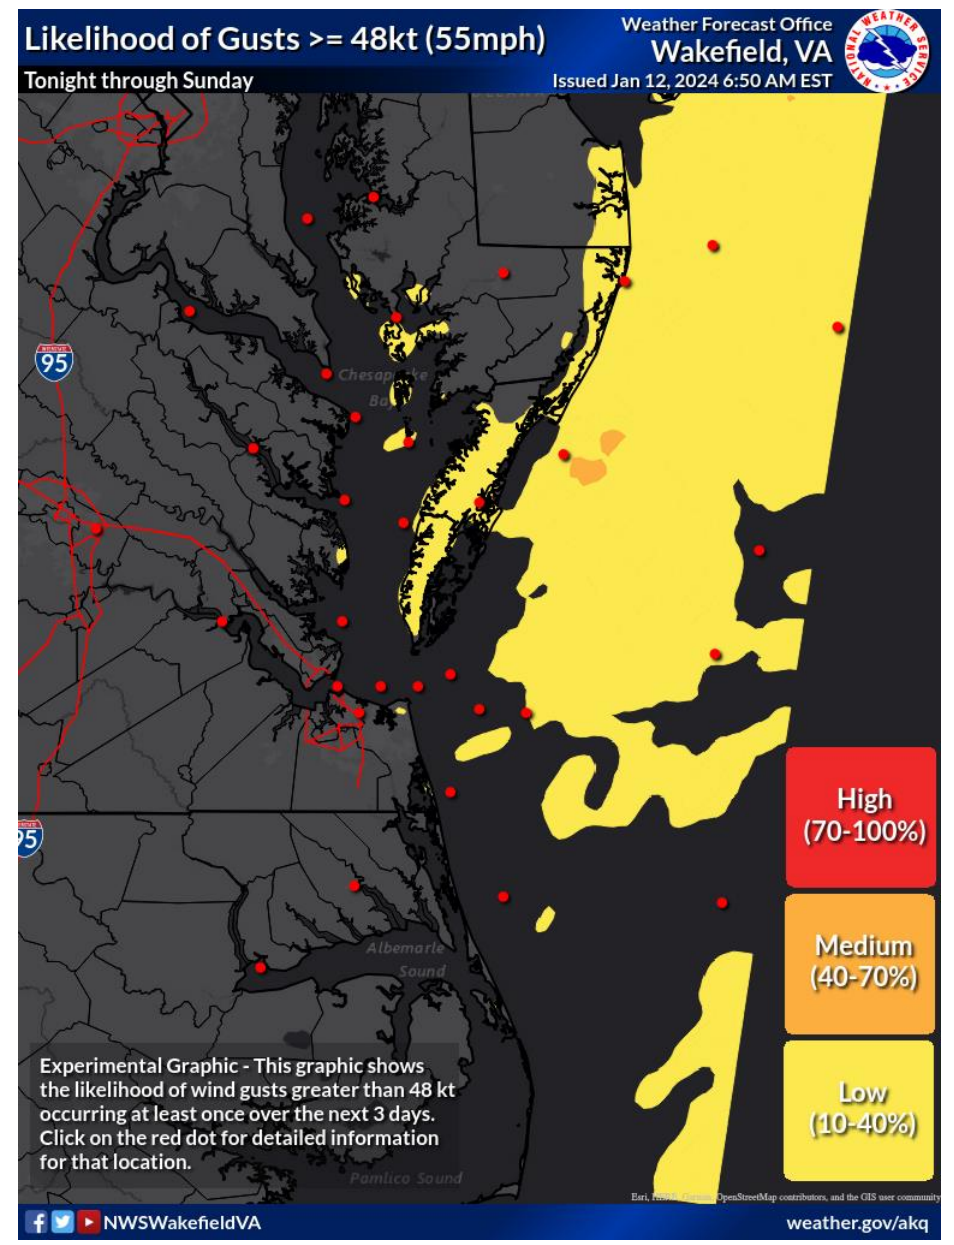 Likelihood of Gusts >= 48kt (55mph)
Tonight through Sunday
Weather Forecast Office
Wakefield, VA
Issued Jan 12, 2024 6:50 AM EST
NATIONAL WEATHER SERVICE
95
Chesapeake
Bay
95
Albemarle
Sound
Pamlico Sound
High
(70-100%)
Medium
(40-70%)
Low
(10-40%)
Experimental Graphic - This graphic shows
the likelihood of wind gusts greater than 48 kt
occurring at least once over the next 3 days.
Click on the red dot for detailed information
for that location.
Esri, OpenStreetMap contributors, and the GIS user community
NWSWakefieldVA
weather.gov/akq